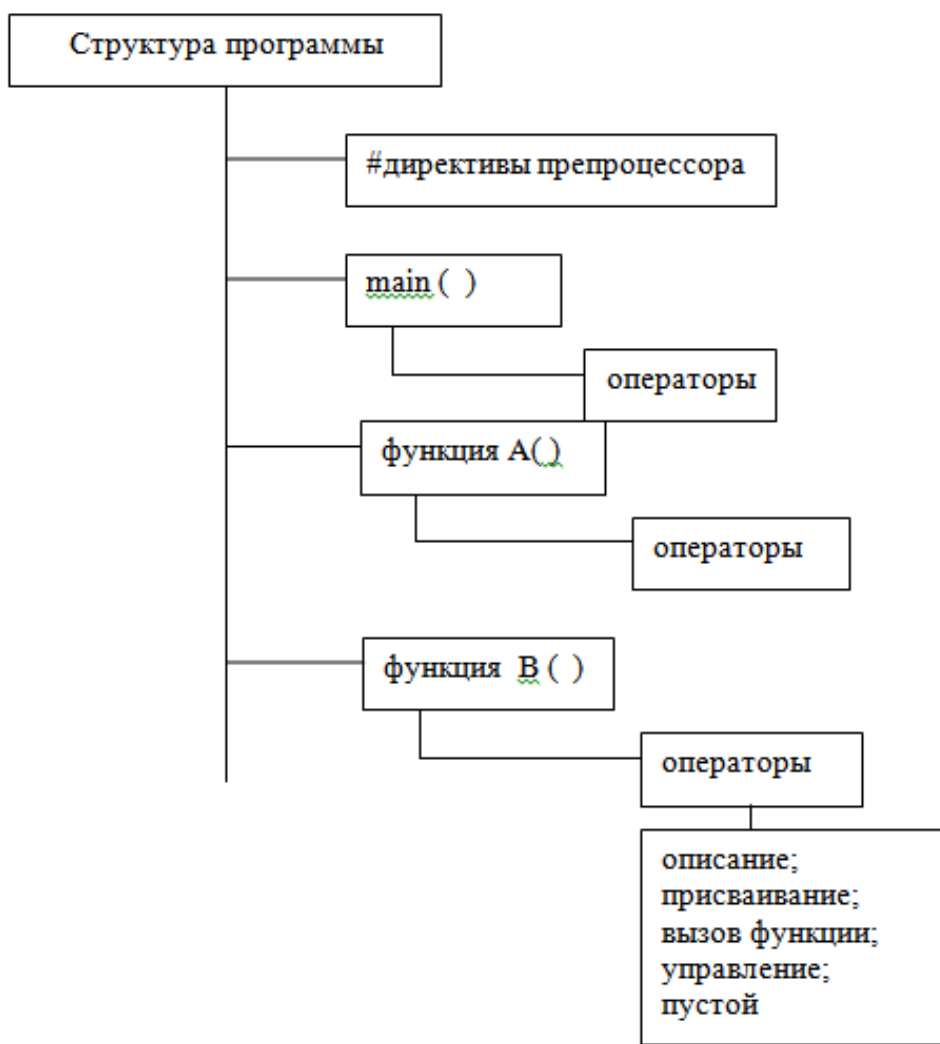 Структура программы
#директивы препроцессора
main ( )
операторы
функция А( )
операторы
функция В ( )
операторы
описание;
присваивание;
вызов функции;
управление;
пустой